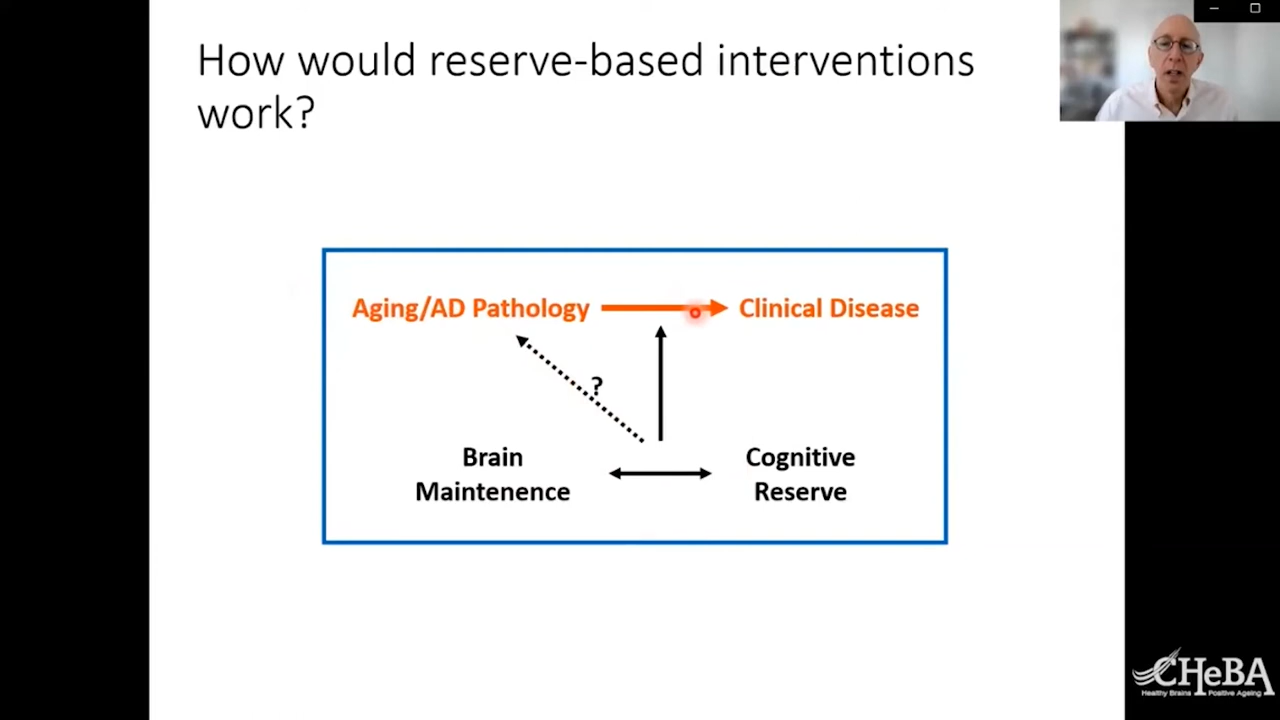 How would reserve-based interventions
work?
Aging/AD Pathology
Clinical Disease
?
Brain
Maintenence
Cognitive
Reserve
CHeBA
Healthy Brains Positive Ageing